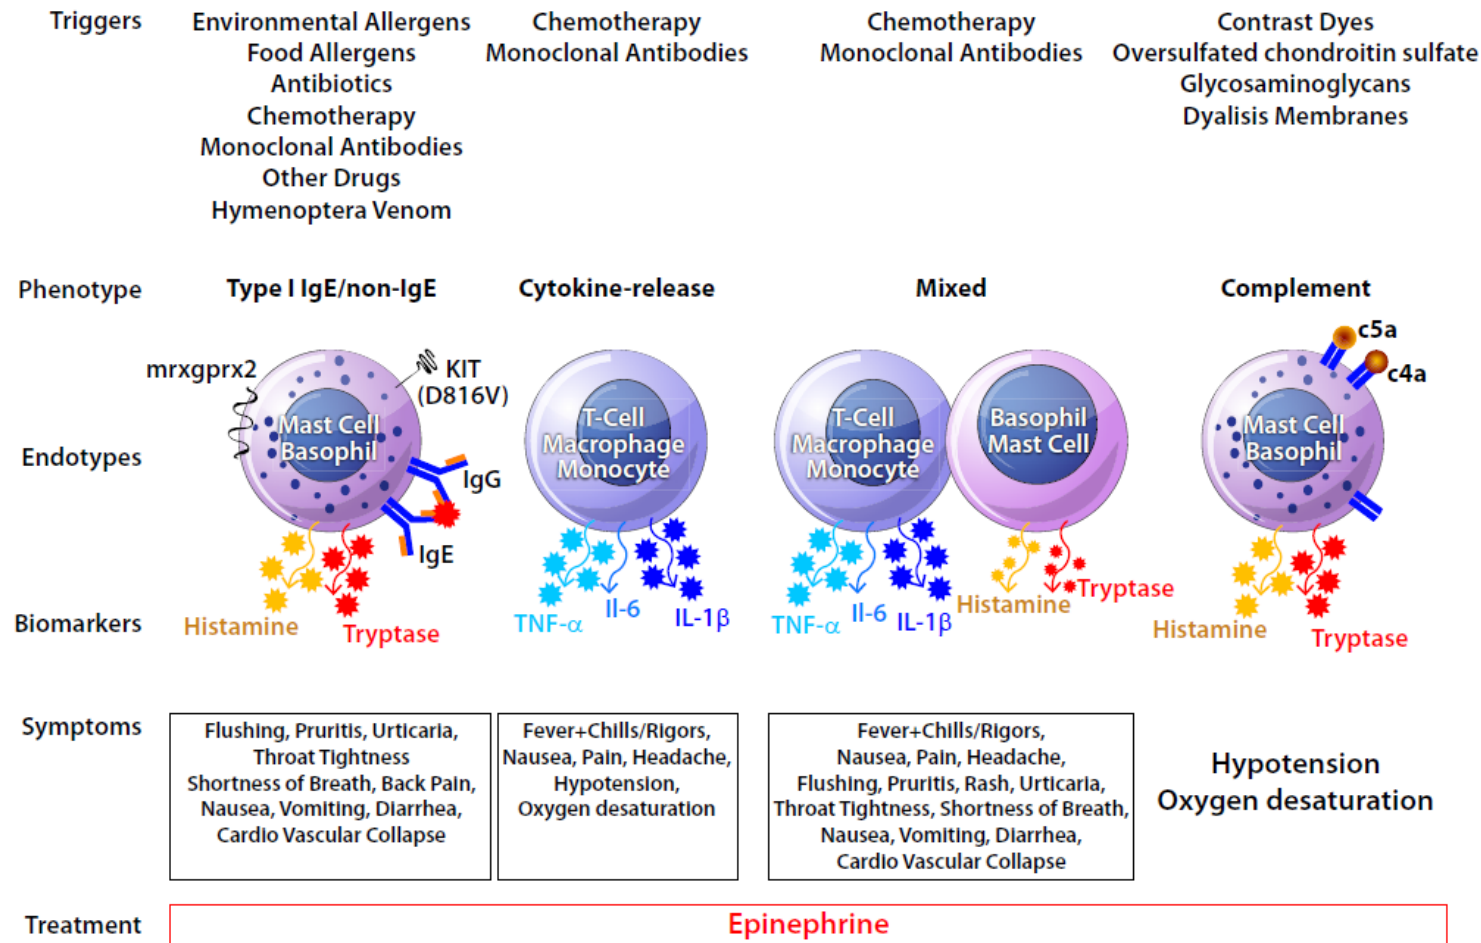 Triggers
Environmental Allergens
Food Allergens
Antibiotics
Chemotherapy
Monoclonal Antibodies
Other Drugs
Hymenoptera Venom
Chemotherapy
Monoclonal Antibodies
Chemotherapy
Monoclonal Antibodies
Contrast Dyes
Oversulfated chondroitin sulfate
Glycosaminoglycans
Dyalisis Membranes
Phenotype
Type I IgE/non-IgE
Cytokine-release
Mixed
Complement
Endotypes
mrxgprx2
KIT
(D816V)
Mast Cell
Basophil
IgG
IgE
T-Cell
Macrophage
Monocyte
T-Cell
Macrophage
Monocyte
Basophil
Mast Cell
c5a
c4a
Mast Cell
Basophil
Biomarkers
Histamine
Tryptase
TNF-α
Il-6
IL-1β
TNF-α
Il-6
IL-1β
Histamine
Tryptase
Histamine
Tryptase
Symptoms
Flushing, Pruritis, Urticaria,
Throat Tightness
Shortness of Breath, Back Pain,
Nausea, Vomiting, Diarrhea,
Cardio Vascular Collapse
Fever+Chills/Rigors,
Nausea, Pain, Headache,
Hypotension,
Oxygen desaturation
Fever+Chills/Rigors,
Nausea, Pain, Headache,
Flushing, Pruritis, Rash, Urticaria,
Throat Tightness, Shortness of Breath,
Nausea, Vomiting, Diarrhea,
Cardio Vascular Collapse
Hypotension
Oxygen desaturation
Treatment
Epinephrine